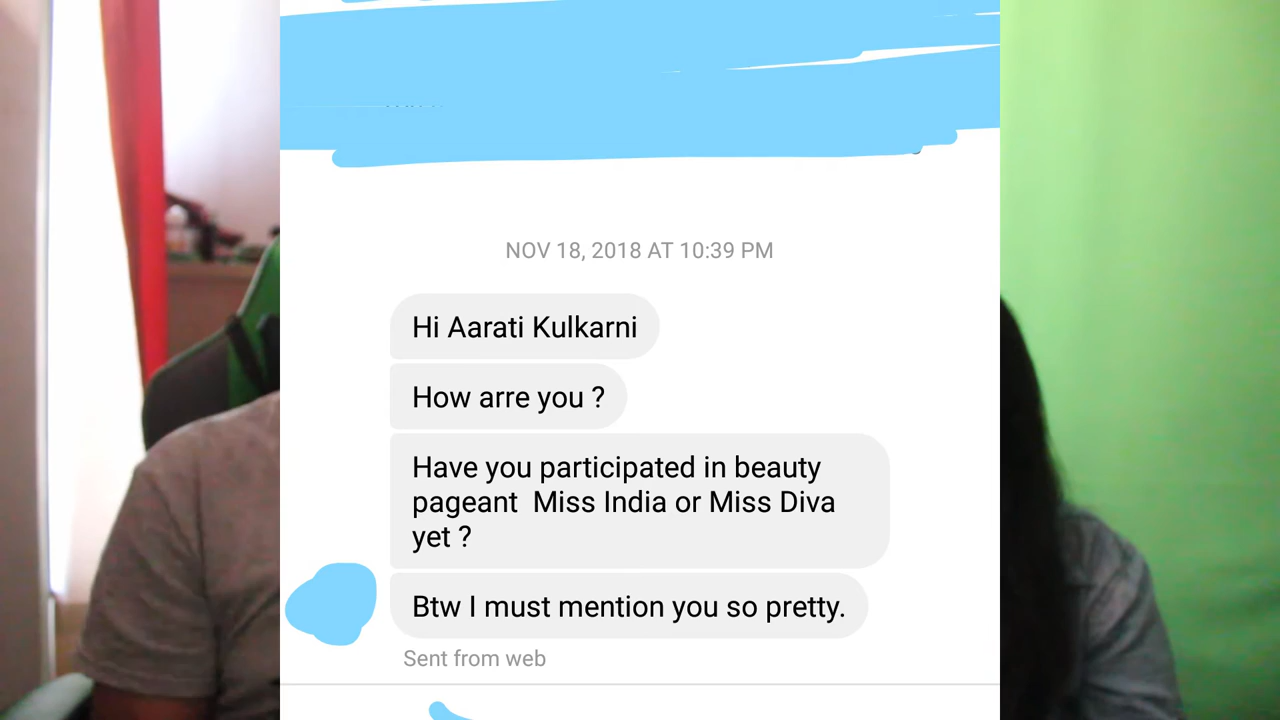 NOV 18, 2018 AT 10:39 PM
Hi Aarati Kulkarni
How arre you ?
Have you participated in beauty
pageant  Miss India or Miss Diva
yet ?
Btw I must mention you so pretty.
Sent from web